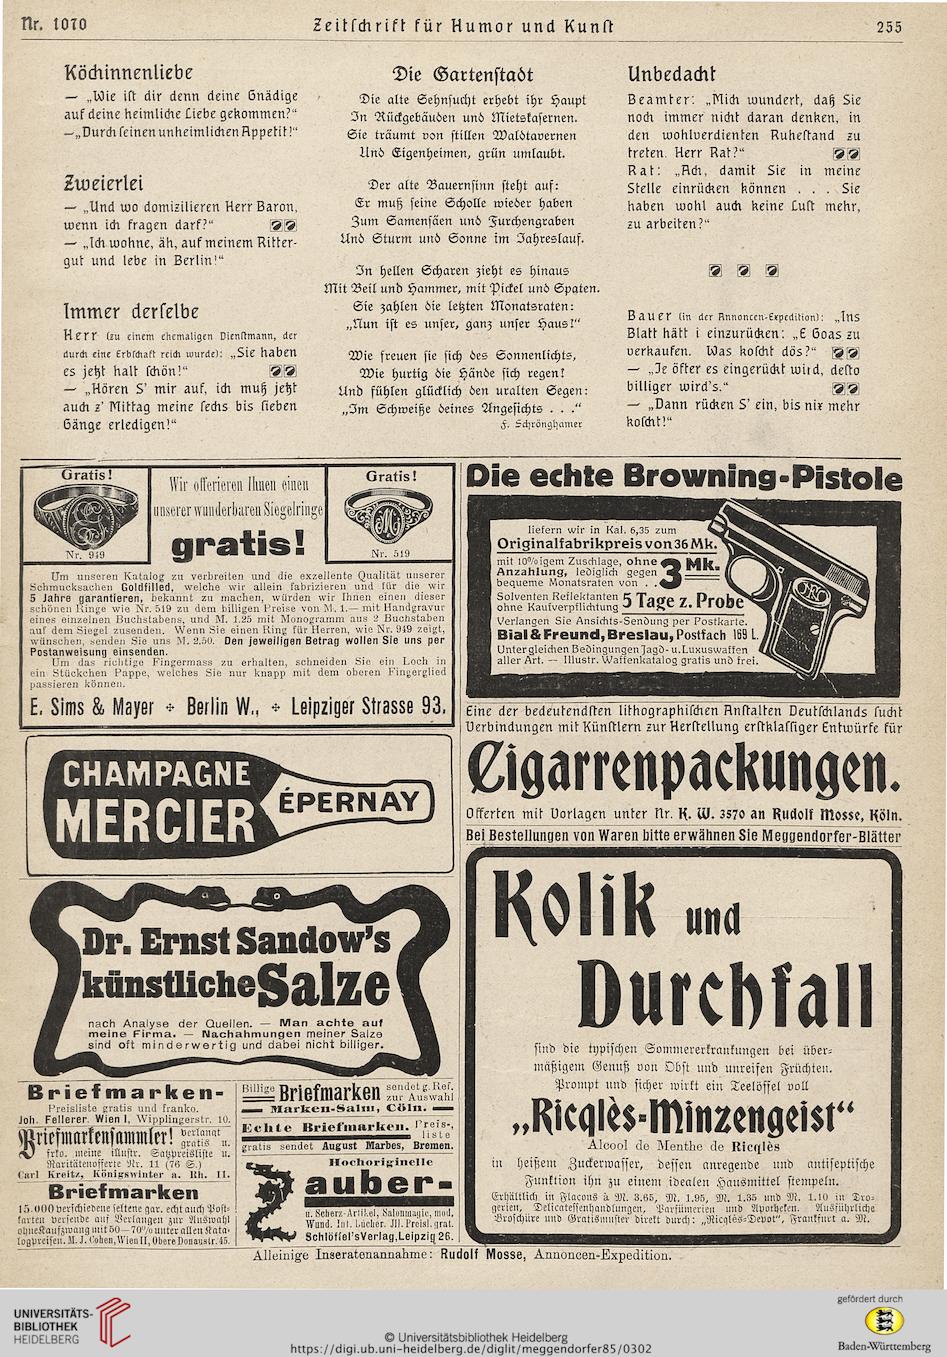 Nr. 1070
Zeitschrift für Humor und Kunst
255
Köchinnenliebe
— „Wie ist dir denn deine Gnädige
auf deine heimliche Liebe gekommen?“
— „Durch seinen unheimlichen Appetit!“
Zweierlei
— „Und wo domizilieren Herr Baron,
wenn ich fragen darf?“
— „Ich wohne, äh, auf meinem Ritter-
gut und lebe in Berlin!“
Immer derselbe
Herr (zu einem ehemaligen Dienstmann, der
durch eine Erbschaft reich wurde): „Sie haben
es jetzt halt schön!“
— „Hören S' mir auf, ich muß jetzt
auch z' Mittag meine sechs bis sieben
Gänge erledigen!“
Die Gartenstadt
Die alte Sehnsucht erhebt ihr Haupt
In Rückgebäuden und Mietskasernen.
Sie träumt von stillen Waldtavernen
Und Eigenheimen, grün umlaubt.
Der alte Bauernsinn steht auf:
Er muß seine Scholle wieder haben
Zum Samensäen und Furchengraben
Und Sturm und Sonne im Jahreslauf.
In hellen Scharen zieht es hinaus
Mit Beil und Hammer, mit Pickel und Spaten.
Sie zahlen die letzten Monatsraten:
„Nun ist es unser, ganz unser Haus!“
Wie freuen sie sich des Sonnenlichts,
Wie hurtig die Hände sich regen!
Und fühlen glücklich den uralten Segen:
„Im Schweiße deines Angesichts . . .“
F. Schrönghamer
Unbedacht
Beamter: „Mich wundert, daß Sie
noch immer nicht daran denken, in
den wohlverdienten Ruhestand zu
treten, Herr Rat?“
Rat: „Ach, damit Sie in meine
Stelle einrücken können . . . Sie
haben wohl auch keine Lust mehr,
zu arbeiten?“
Bauer (in der Annoncen-Expedition): „Ins
Blatt hätt i einzurücken: „E Goas zu
verkaufen. Was koscht dös?“
— „Je öfter es eingerückt wird, desto
billiger wird's.“
— „Dann rücken S' ein, bis nix mehr
koscht!“
Gratis!
Nr. 949
Wir offerieren Ihnen einen
unserer wunderbaren Siegelringe
gratis!
Gratis!
Nr. 519
Um unseren Katalog zu verbreiten und die exzellente Qualität unserer
Schmucksachen Goldfilled, welche wir allein fabrizieren und für die wir
5 Jahre garantieren, bekannt zu machen, würden wir Ihnen einen dieser
schönen Ringe wie Nr. 519 zu dem billigen Preise von M. 1.— mit Handgravur
eines einzelnen Buchstabens, und M. 1.25 mit Monogramm aus 2 Buchstaben
auf dem Siegel zusenden. Wenn Sie einen Ring für Herren, wie Nr. 949 zeigt,
wünschen, senden Sie uns M. 2.50. Den jeweiligen Betrag wollen Sie uns per
Postanweisung einsenden.
Um das richtige Fingermass zu erhalten, schneiden Sie ein Loch in
ein Stückchen Pappe, welches Sie nur knapp mit dem oberen Fingerglied
passieren können.
E. Sims & Mayer ÷ Berlin W., ÷ Leipziger Strasse 93.
CHAMPAGNE
MERCIER
ÉPERNAY
Dr. Ernst Sandow's
künstliche Salze
nach Analyse der Quellen. — Man achte auf
meine Firma. — Nachahmungen meiner Salze
sind oft minderwertig und dabei nicht billiger.
Briefmarken-
Preisliste gratis und franko.
Joh. Fellerer, Wien I, Wipplingerstr. 10.
Briefmarkensammler! verlangt
gratis u.
frko. meine illustr. Satzpreisliste u.
Raritätenofferte Nr. 11 (76 S.)
Carl Kreitz, Königswinter a. Rh. 11.
Briefmarken
15.000 verschiedene seltene gar. echt auch Post-
karten versende auf Verlangen zur Auswahl
ohne Kaufzwang mit 50—70% unter allen Kata-
logpreisen. M. J. Cohen, Wien II, Obere Donaustr. 45.
Billige Briefmarken sendet g. Ref.
zur Auswahl
Marken-Salm, Cöln.
Echte Briefmarken. Preis-
liste
gratis sendet August Marbes, Bremen.
Hochoriginelle
Zauber-
u. Scherz-Artikel, Salonmagie, mod.
Wund. Int. Bücher. Ill. Preisl. grat.
Schlöffel's Verlag, Leipzig 26.
Die echte Browning-Pistole
liefern wir in Kal. 6,35 zum
Originalfabrikpreis von 36 Mk.
mit 10%igem Zuschlage, ohne
Anzahlung, lediglich gegen
bequeme Monatsraten von . . 3 Mk.
Solventen Reflektanten
ohne Kaufverpflichtung 5 Tage z. Probe
Verlangen Sie Ansichts-Sendung per Postkarte.
Bial & Freund, Breslau, Postfach 169 L.
Unter gleichen Bedingungen Jagd- u. Luxuswaffen
aller Art. — Illustr. Waffenkatalog gratis und frei.
FN
Eine der bedeutendsten lithographischen Anstalten Deutschlands sucht
Verbindungen mit Künstlern zur Herstellung erstklassiger Entwürfe für
Cigarrenpackungen.
Offerten mit Vorlagen unter Nr. K. W. 3570 an Rudolf Mosse, Köln.
Bei Bestellungen von Waren bitte erwähnen Sie Meggendorfer-Blätter
Kolik und
Durchfall
sind die typischen Sommererkrankungen bei über-
mäßigem Genuß von Obst und unreifen Früchten.
Prompt und sicher wirkt ein Teelöffel voll
„Ricqlès-Minzengeist“
Alcool de Menthe de Ricqlès
in heißem Zuckerwasser, dessen anregende und antiseptische
Funktion ihn zu einem idealen Hausmittel stempeln.
Erhältlich in Flacons à M. 3.65, M. 1.95, M. 1.35 und M. 1.10 in Dro-
gerien, Delicatessenhandlungen, Parfümerien und Apotheken. Ausführliche
Broschüre und Gratismuster direkt durch: „Ricqlès-Depot“, Frankfurt a. M.
Alleinige Inseratenannahme: Rudolf Mosse, Annoncen-Expedition.
UNIVERSITÄTS-
BIBLIOTHEK
HEIDELBERG
© Universitätsbibliothek Heidelberg
https://digi.ub.uni-heidelberg.de/diglit/meggendorfer85/0302
gefördert durch
Baden-Württemberg